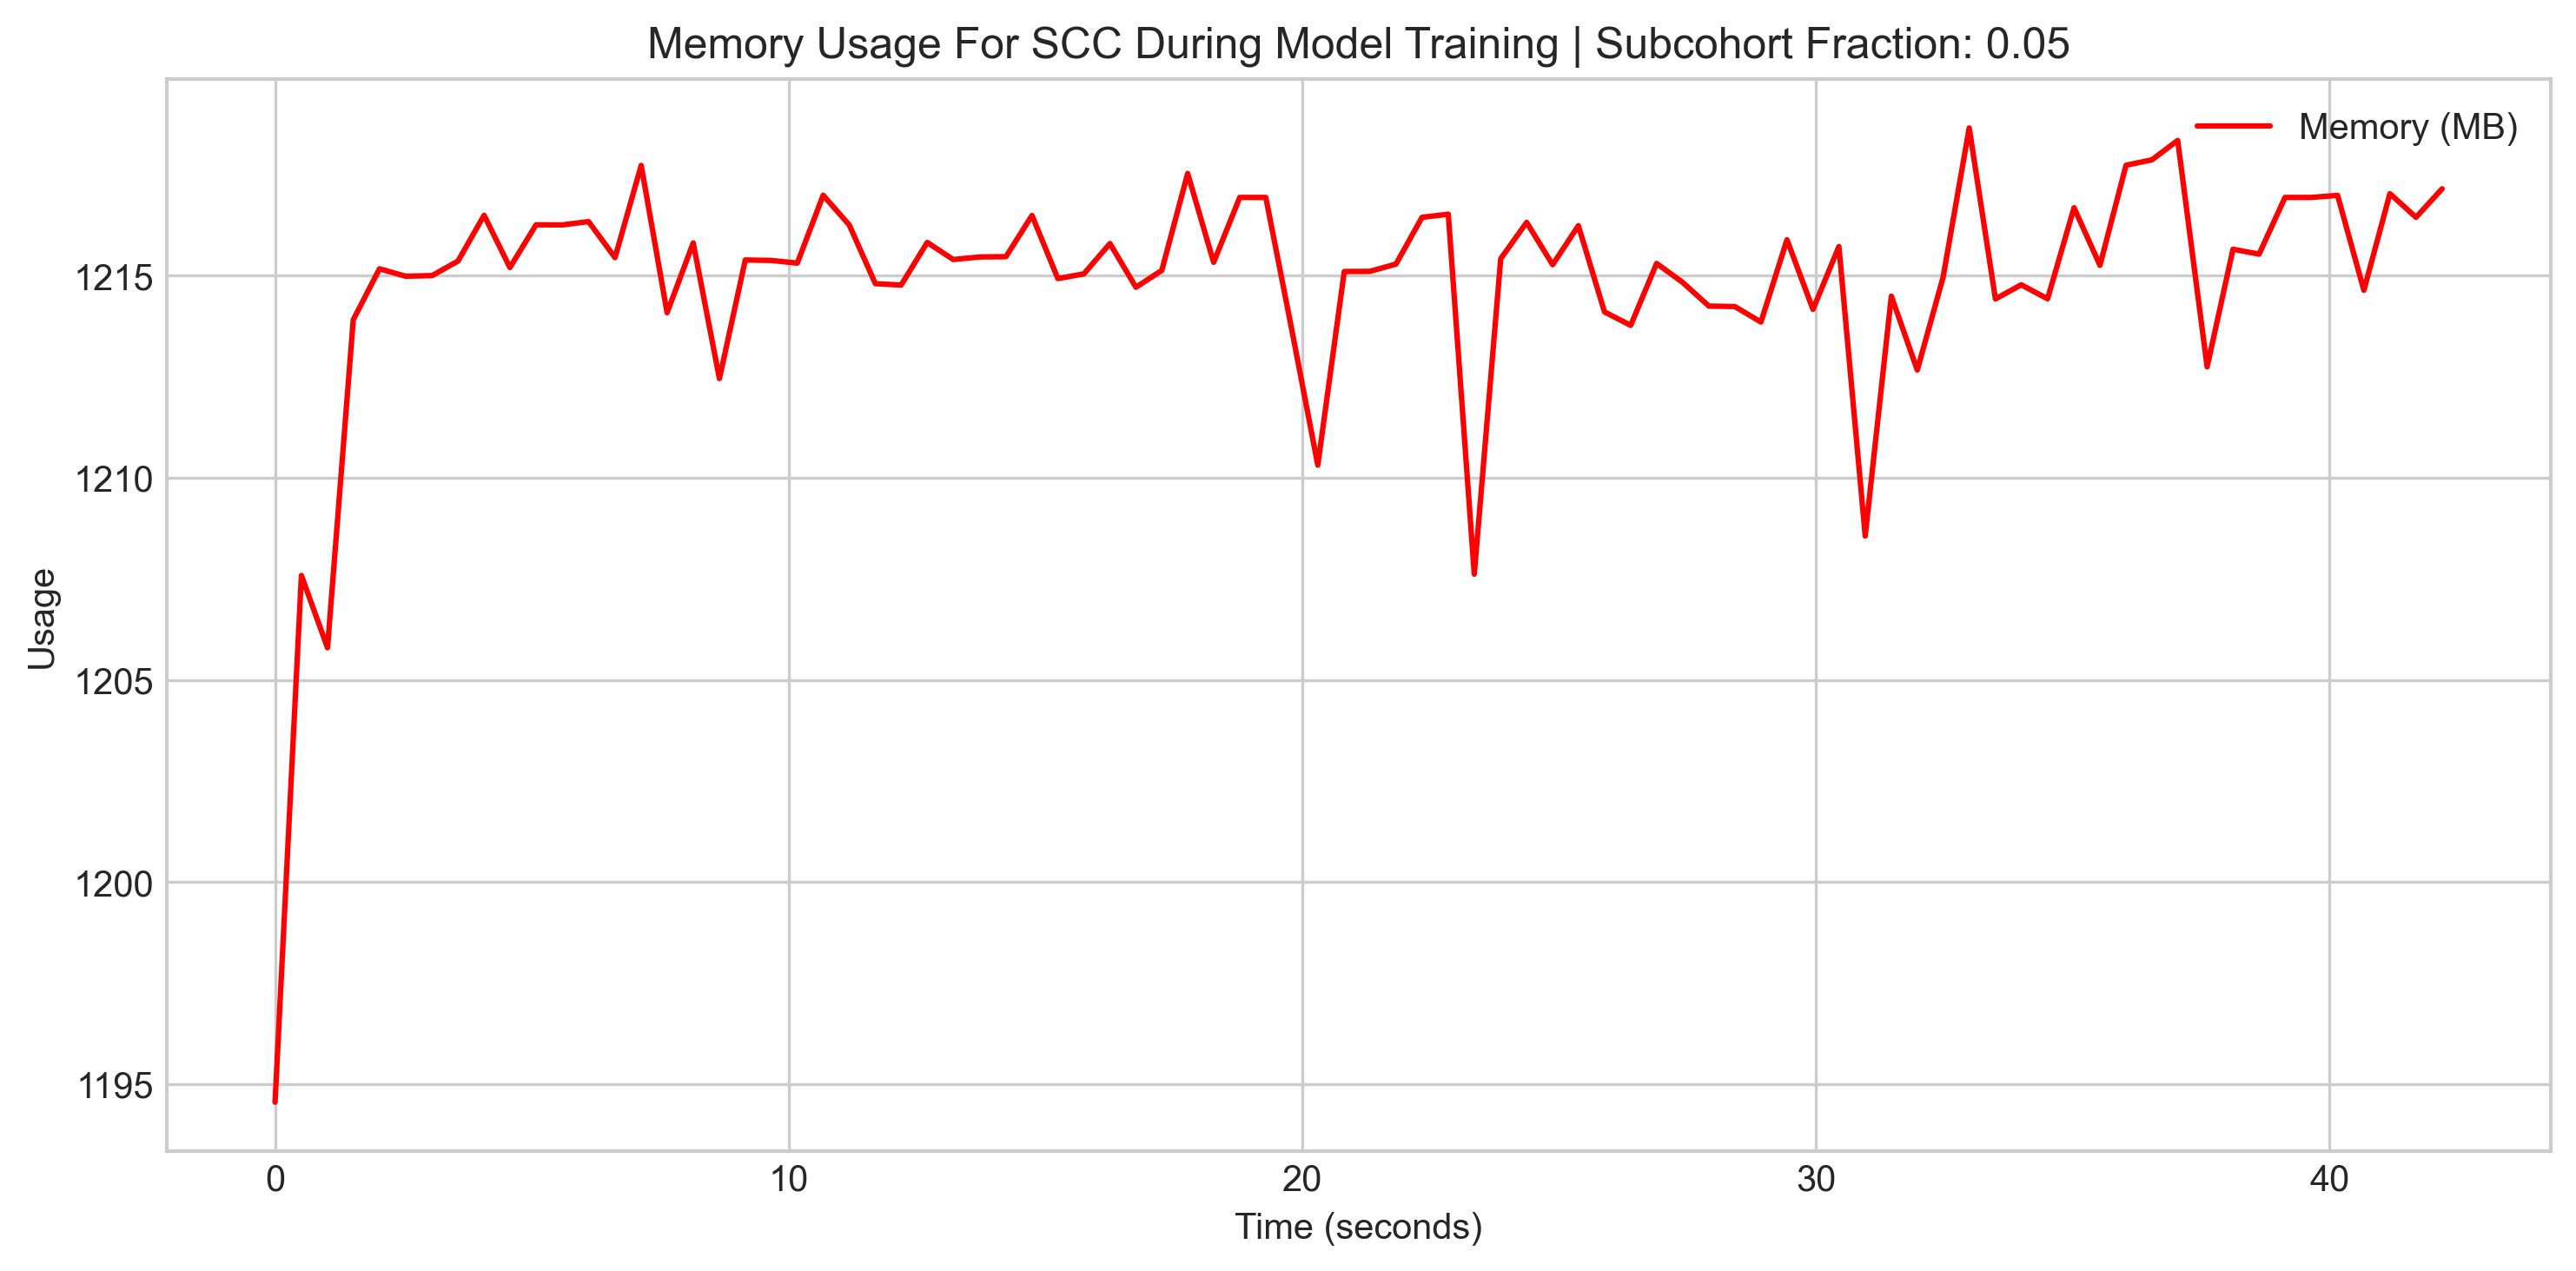 Memory Usage For SCC During Model Training | Subcohort Fraction: 0.05
Memory (MB)
Usage
1215
1210
1205
1200
1195
0 10 20 30 40
Time (seconds)